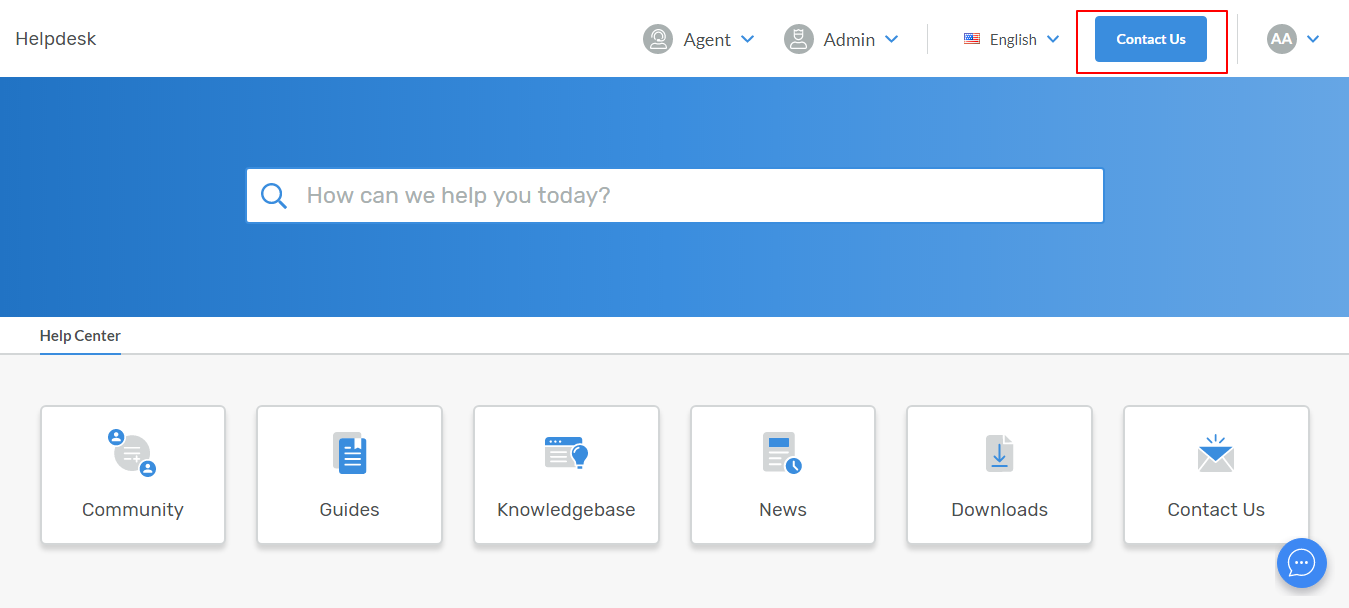 Helpdesk
Agent
Admin
English
Contact Us
AA
How can we help you today?
Help Center
Community
Guides
Knowledgebase
News
Downloads
Contact Us